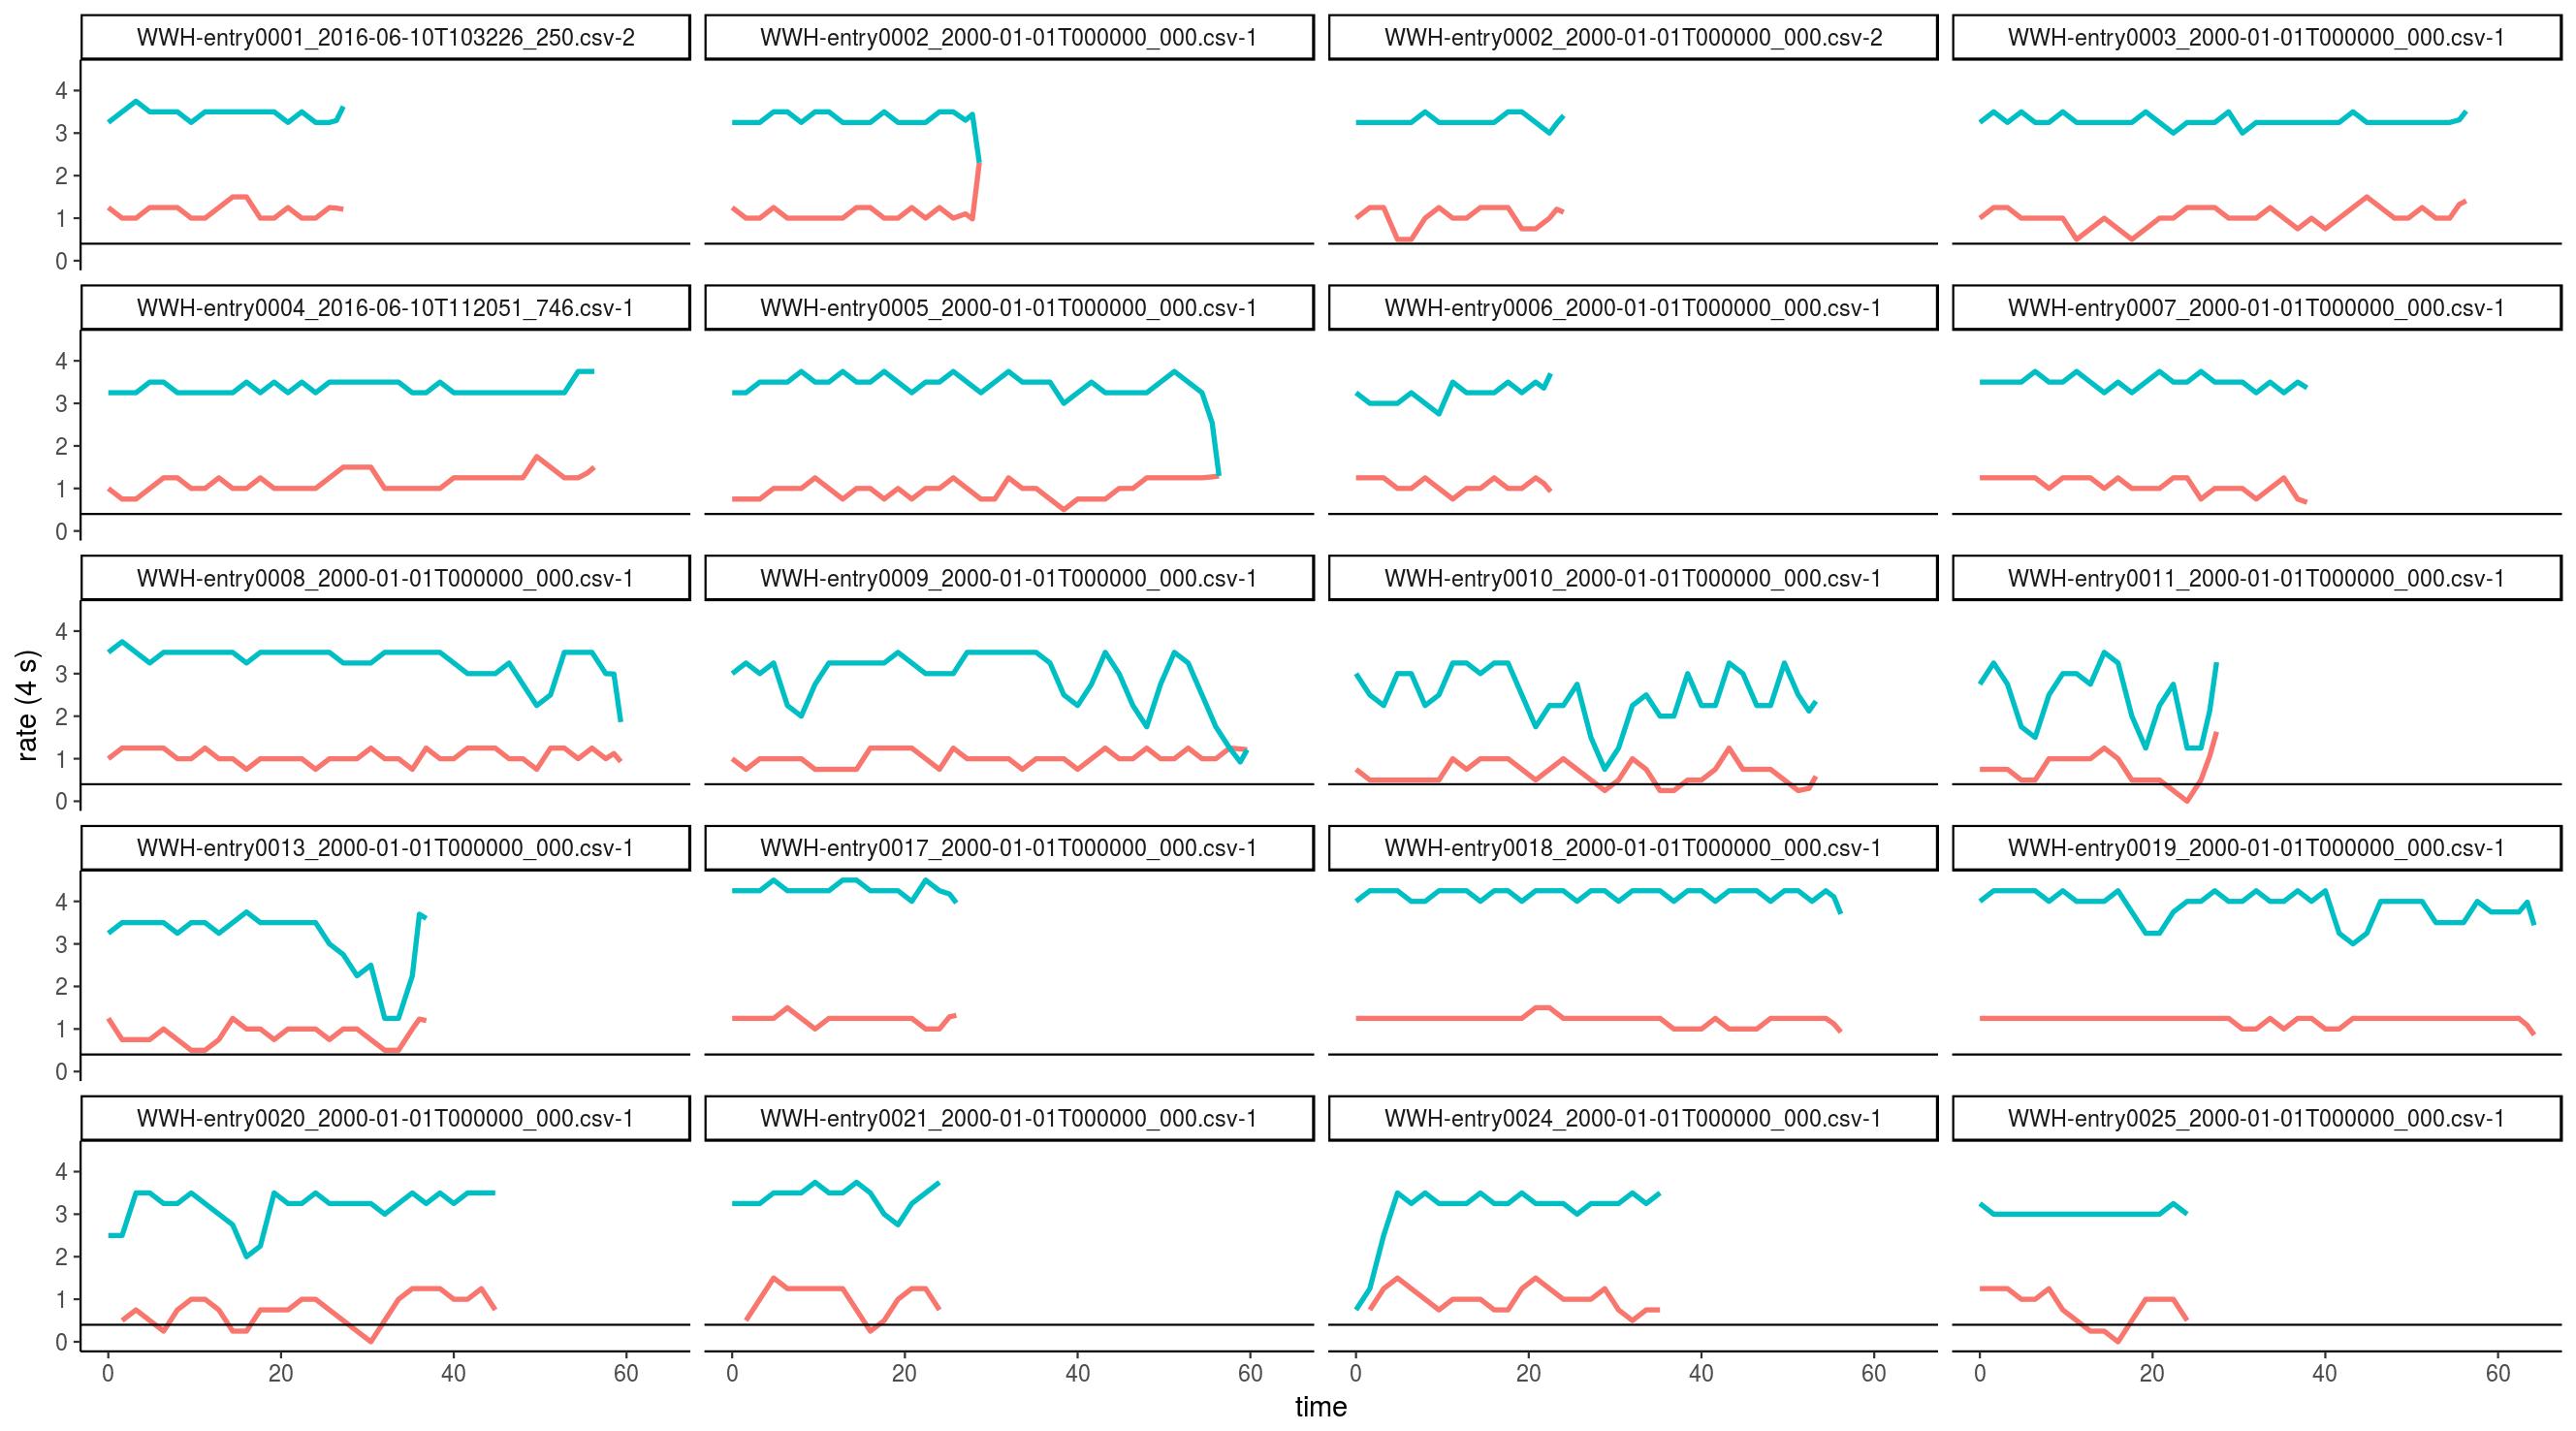 WWH-entry0001_2016-06-10T103226_250.csv-2
WWH-entry0002_2000-01-01T000000_000.csv-1
WWH-entry0002_2000-01-01T000000_000.csv-2
WWH-entry0003_2000-01-01T000000_000.csv-1
4
3
2
1
0
WWH-entry0004_2016-06-10T112051_746.csv-1
WWH-entry0005_2000-01-01T000000_000.csv-1
WWH-entry0006_2000-01-01T000000_000.csv-1
WWH-entry0007_2000-01-01T000000_000.csv-1
4
3
2
1
0
WWH-entry0008_2000-01-01T000000_000.csv-1
WWH-entry0009_2000-01-01T000000_000.csv-1
WWH-entry0010_2000-01-01T000000_000.csv-1
WWH-entry0011_2000-01-01T000000_000.csv-1
4
3
2
1
0
rate (4 s)
WWH-entry0013_2000-01-01T000000_000.csv-1
WWH-entry0017_2000-01-01T000000_000.csv-1
WWH-entry0018_2000-01-01T000000_000.csv-1
WWH-entry0019_2000-01-01T000000_000.csv-1
4
3
2
1
0
WWH-entry0020_2000-01-01T000000_000.csv-1
WWH-entry0021_2000-01-01T000000_000.csv-1
WWH-entry0024_2000-01-01T000000_000.csv-1
WWH-entry0025_2000-01-01T000000_000.csv-1
4
3
2
1
0
0 20 40 60
0 20 40 60
0 20 40 60
0 20 40 60
time